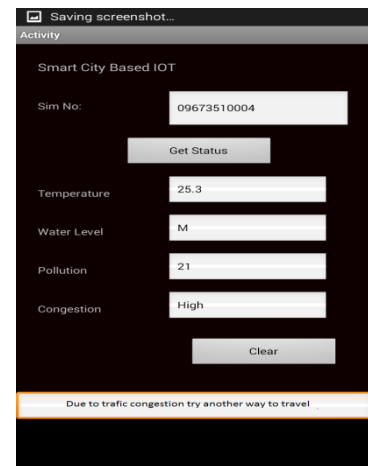 Saving screenshot...
Activity
Smart City Based IOT
Sim No: 09673510004
Get Status
Temperature 25.3
Water Level M
Pollution 21
Congestion High
Clear
Due to trafic congestion try another way to travel